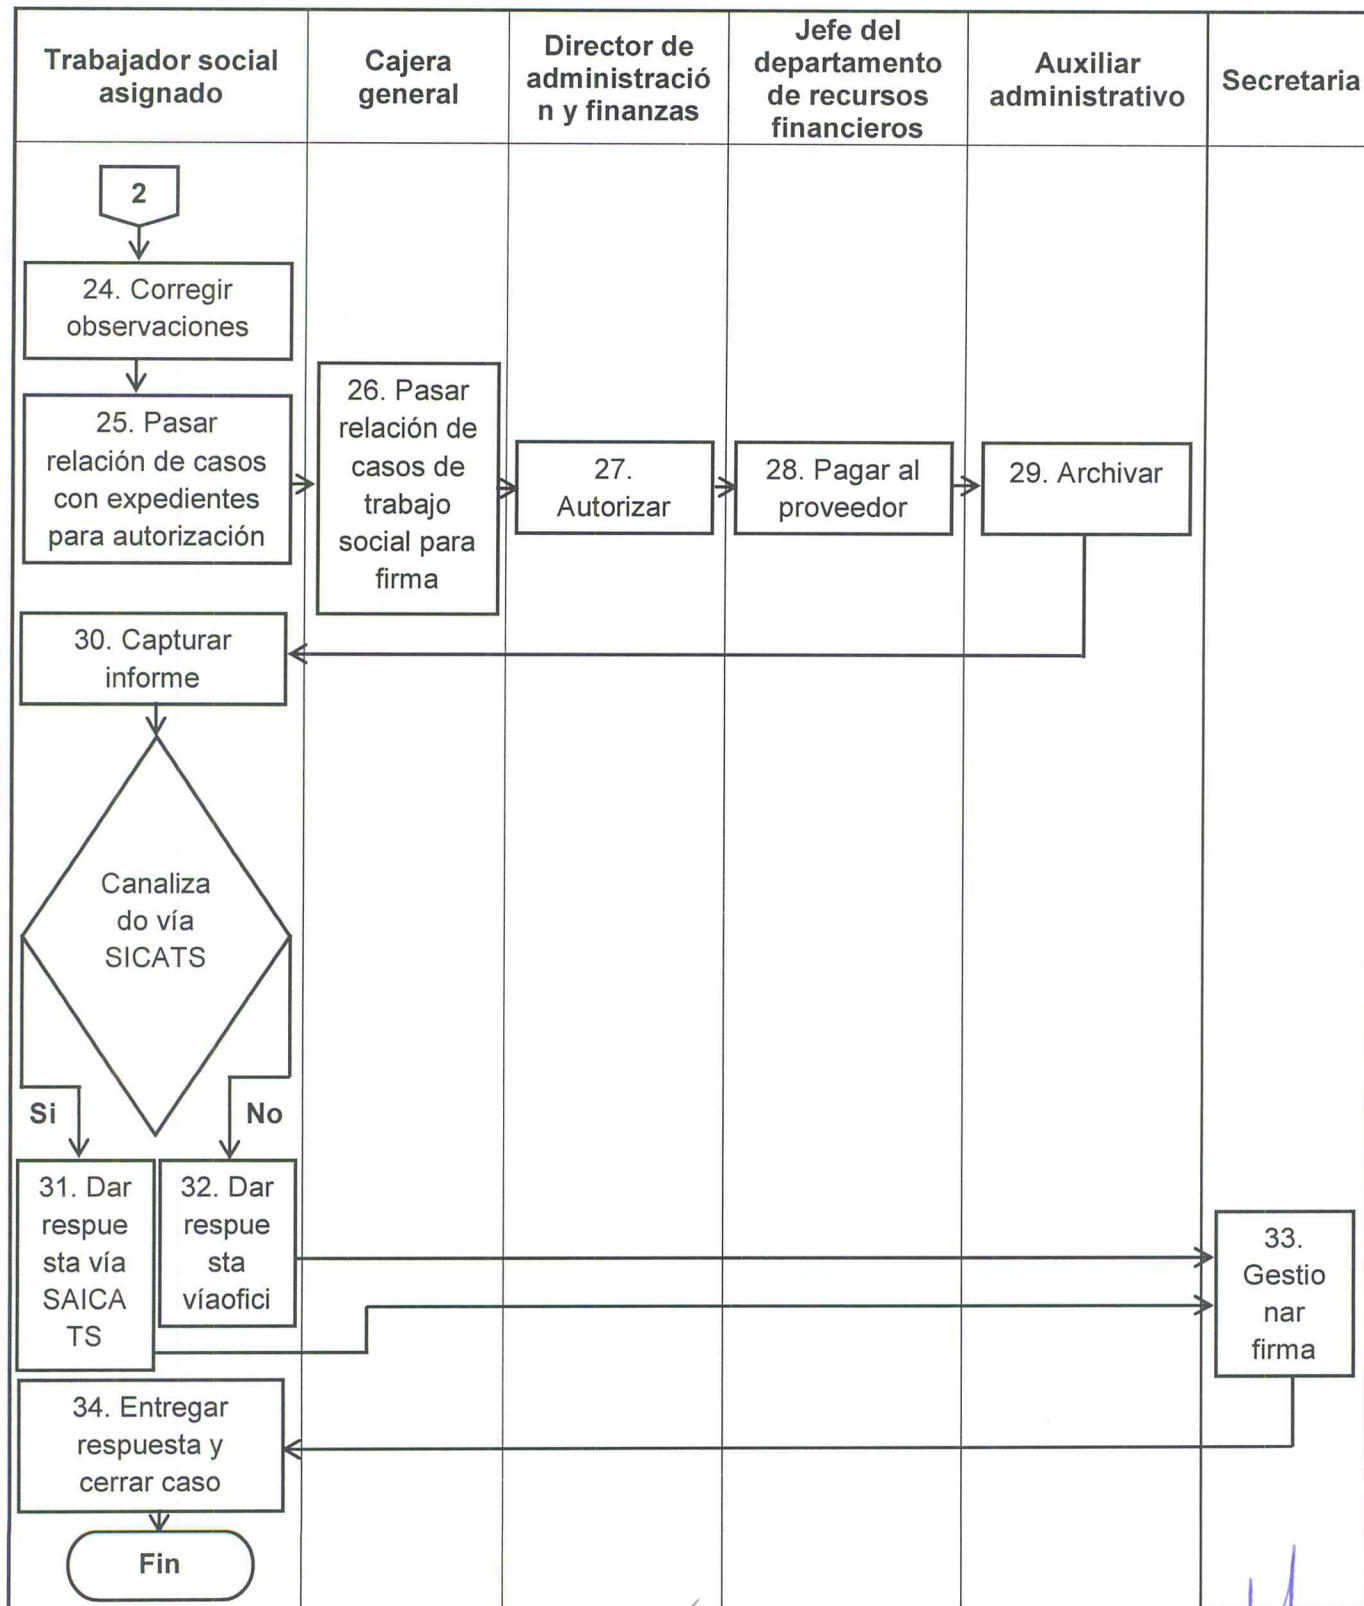 Trabajador social
asignado
Cajera
general
Director de
administració
n y finanzas
Jefe del
departamento
de recursos
financieros
Auxiliar
administrativo
Secretaria
2
24. Corregir
observaciones
25. Pasar
relación de casos
con expedientes
para autorización
26. Pasar
relación de
casos de
trabajo
social para
firma
27.
Autorizar
28. Pagar al
proveedor
29. Archivar
30. Capturar
informe
Canaliza
do vía
SICATS
Si
No
31. Dar
respue
sta vía
SAICA
TS
32. Dar
respue
sta
víaofici
33.
Gestio
nar
firma
34. Entregar
respuesta y
cerrar caso
Fin